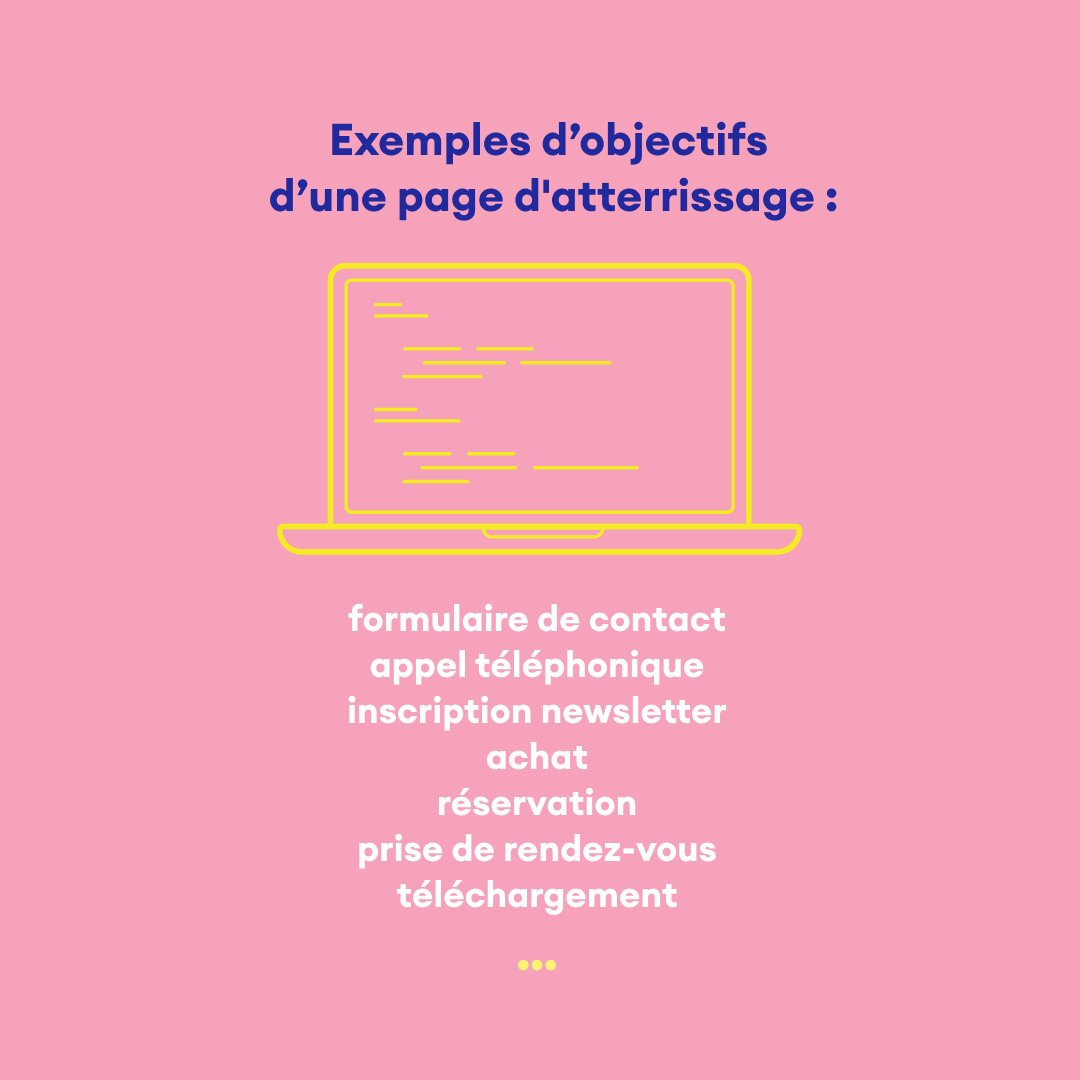 Exemples d’objectifs
d’une page d'atterrissage :
formulaire de contact
appel téléphonique
inscription newsletter
achat
réservation
prise de rendez-vous
téléchargement
...